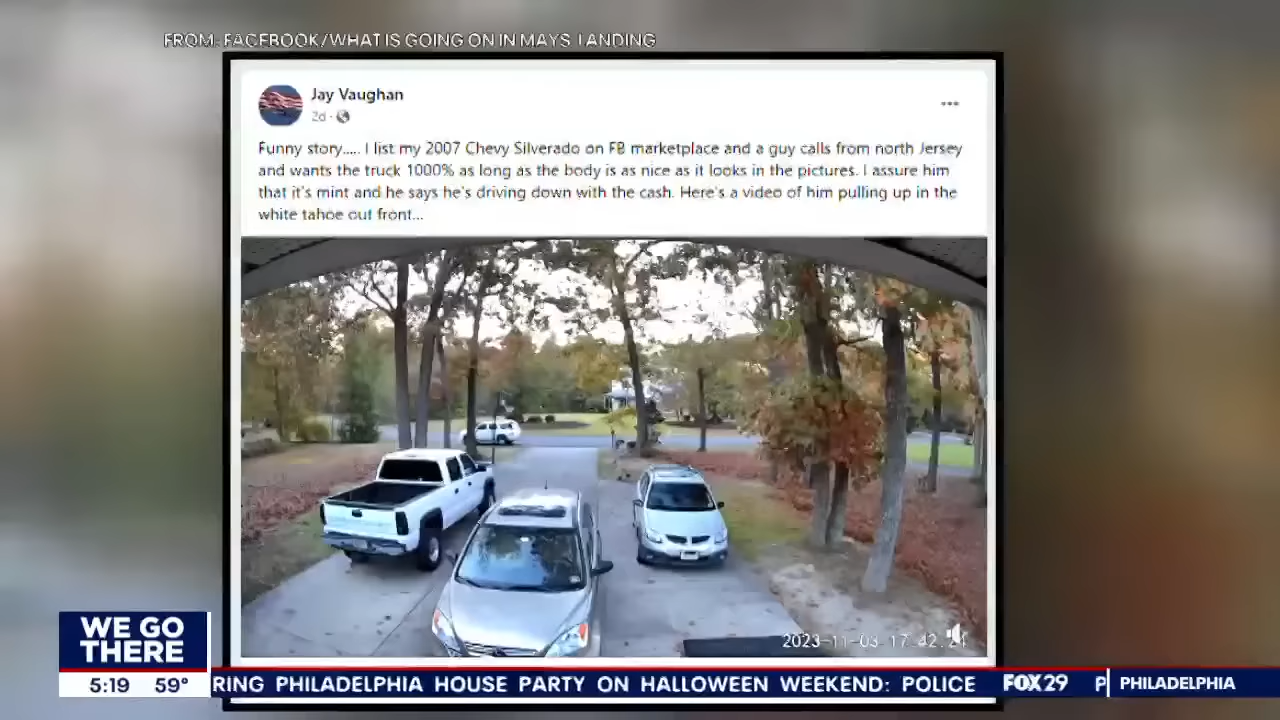 FROM: FACEBOOK/WHAT IS GOING ON IN MAYS LANDING
Jay Vaughan
2d
Funny story..... I list my 2007 Chevy Silverado on FB marketplace and a guy calls from north Jersey
and wants the truck 1000% as long as the body is as nice as it looks in the pictures. I assure him
that it's mint and he says he's driving down with the cash. Here's a video of him pulling up in the
white tahoe out front...
2023-11-03 17:42:24
WE GO
THERE
5:19 59°
RING PHILADELPHIA HOUSE PARTY ON HALLOWEEN WEEKEND: POLICE FOX29 P PHILADELPHIA